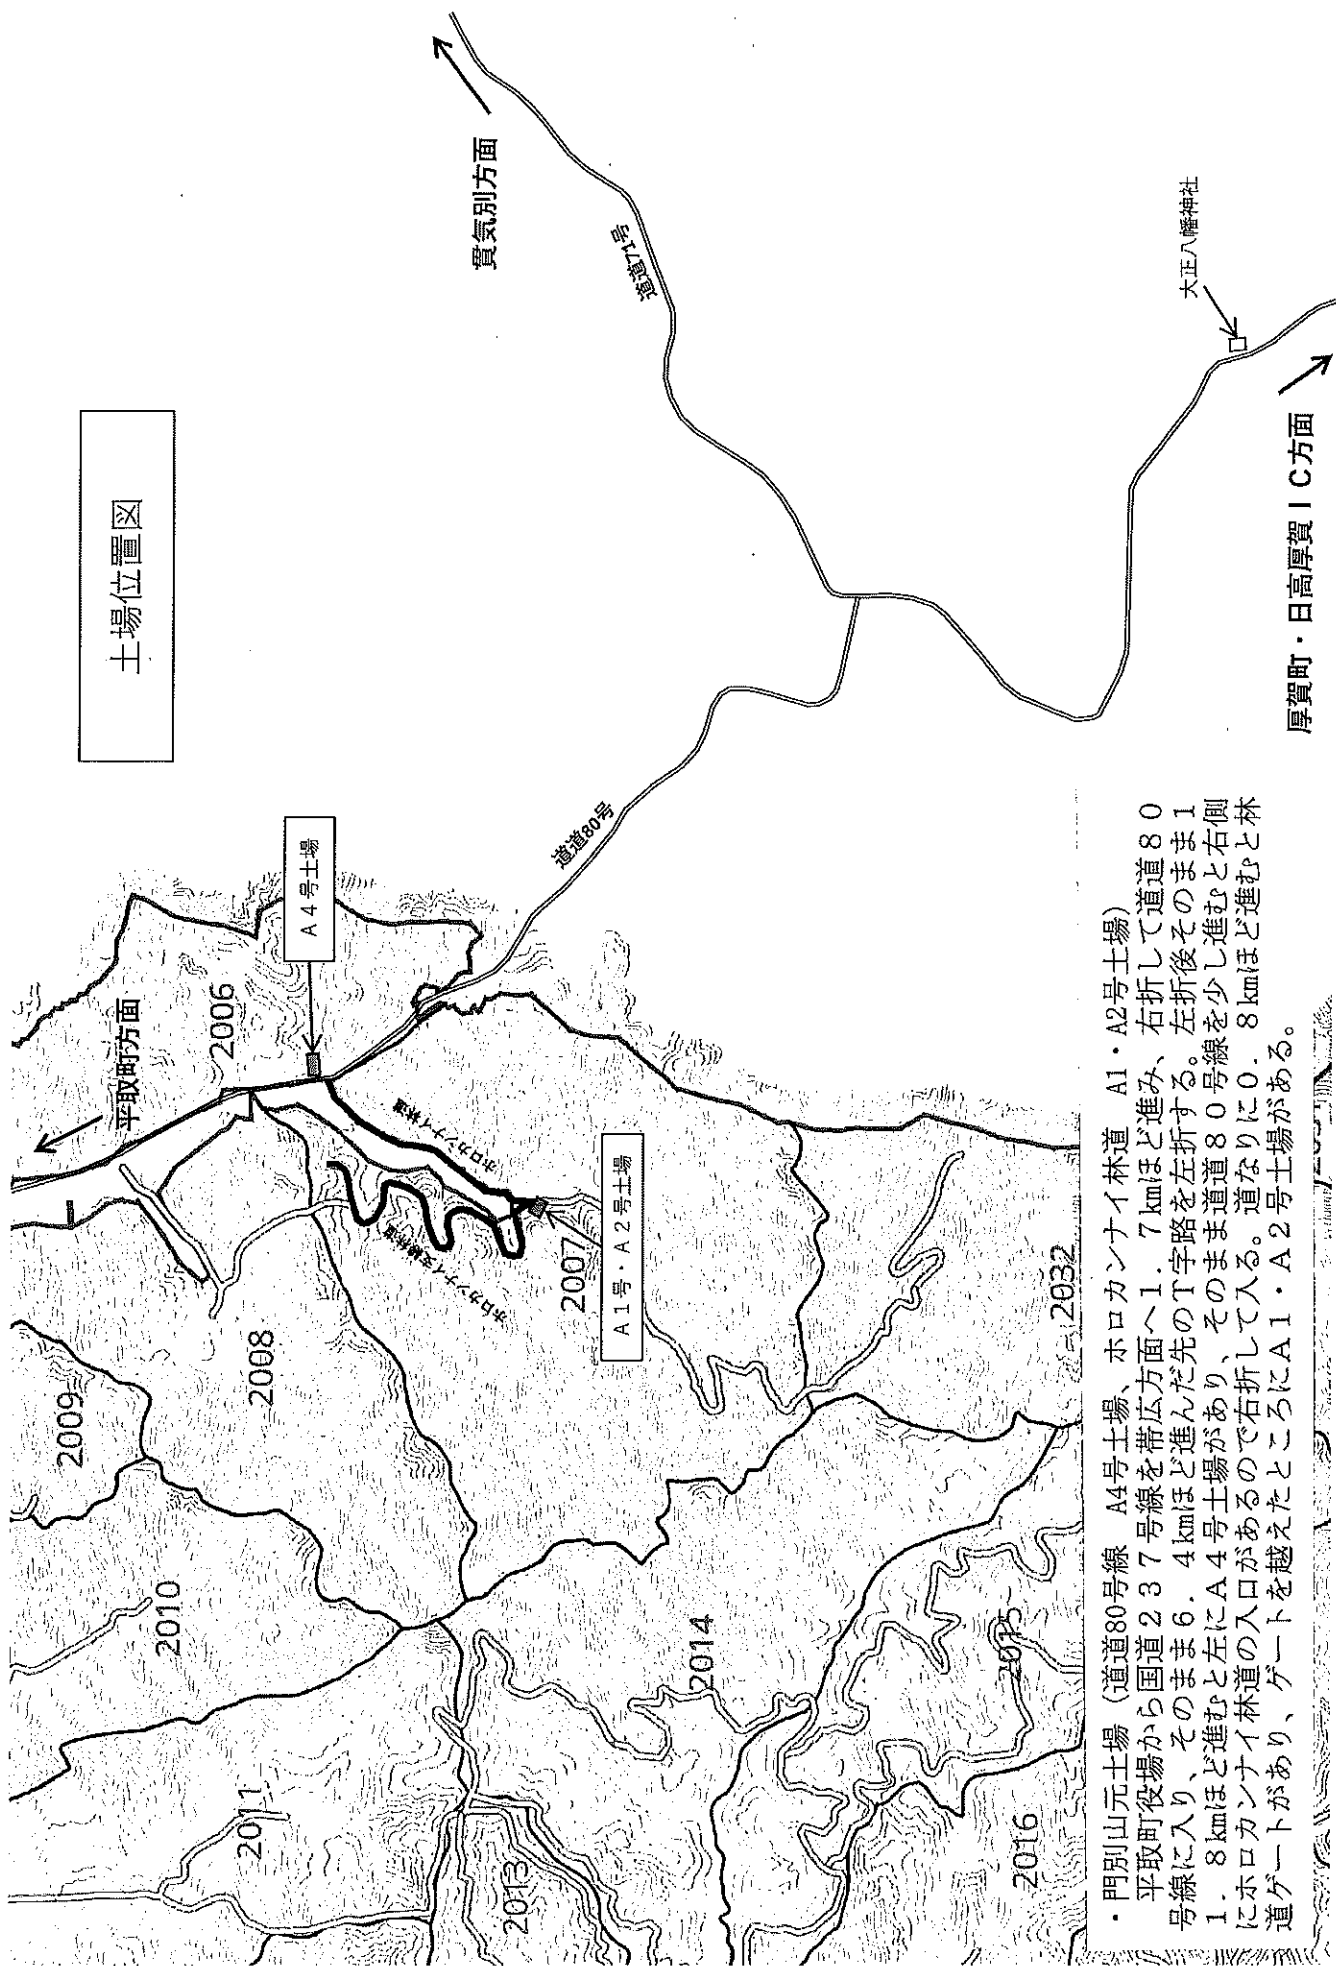 土場位置図
貫気別方面
道道71号
大正八幡神社
厚賀町・日高厚賀ＩＣ方面
道道80号
Ａ４号土場
平取町方面
2006
ホロカンナイ林道
ホロカンナイ支線林道
Ａ１号・Ａ２号土場
2007
2008
2009
2010
2011
2013
2014
2015
2016
2032
・門別山元土場（道道80号線　A4号土場、ホロカンナイ林道　A1・A2号土場）
平取町役場から国道２３７号線を帯広方面へ１．７㎞ほど進み、右折して道道８０
号線に入り、そのまま６．４㎞ほど進んだ先のＴ字路を左折する。左折後そのまま１
１．８㎞ほど進むと左にＡ４号土場があり、そのまま道道８０号線を少し進むと右側
にホロカンナイ林道の入口があるので右折して入る。道なりに０．８㎞ほど進むと林
道ゲートがあり、ゲートを越えたところにＡ１・Ａ２号土場がある。